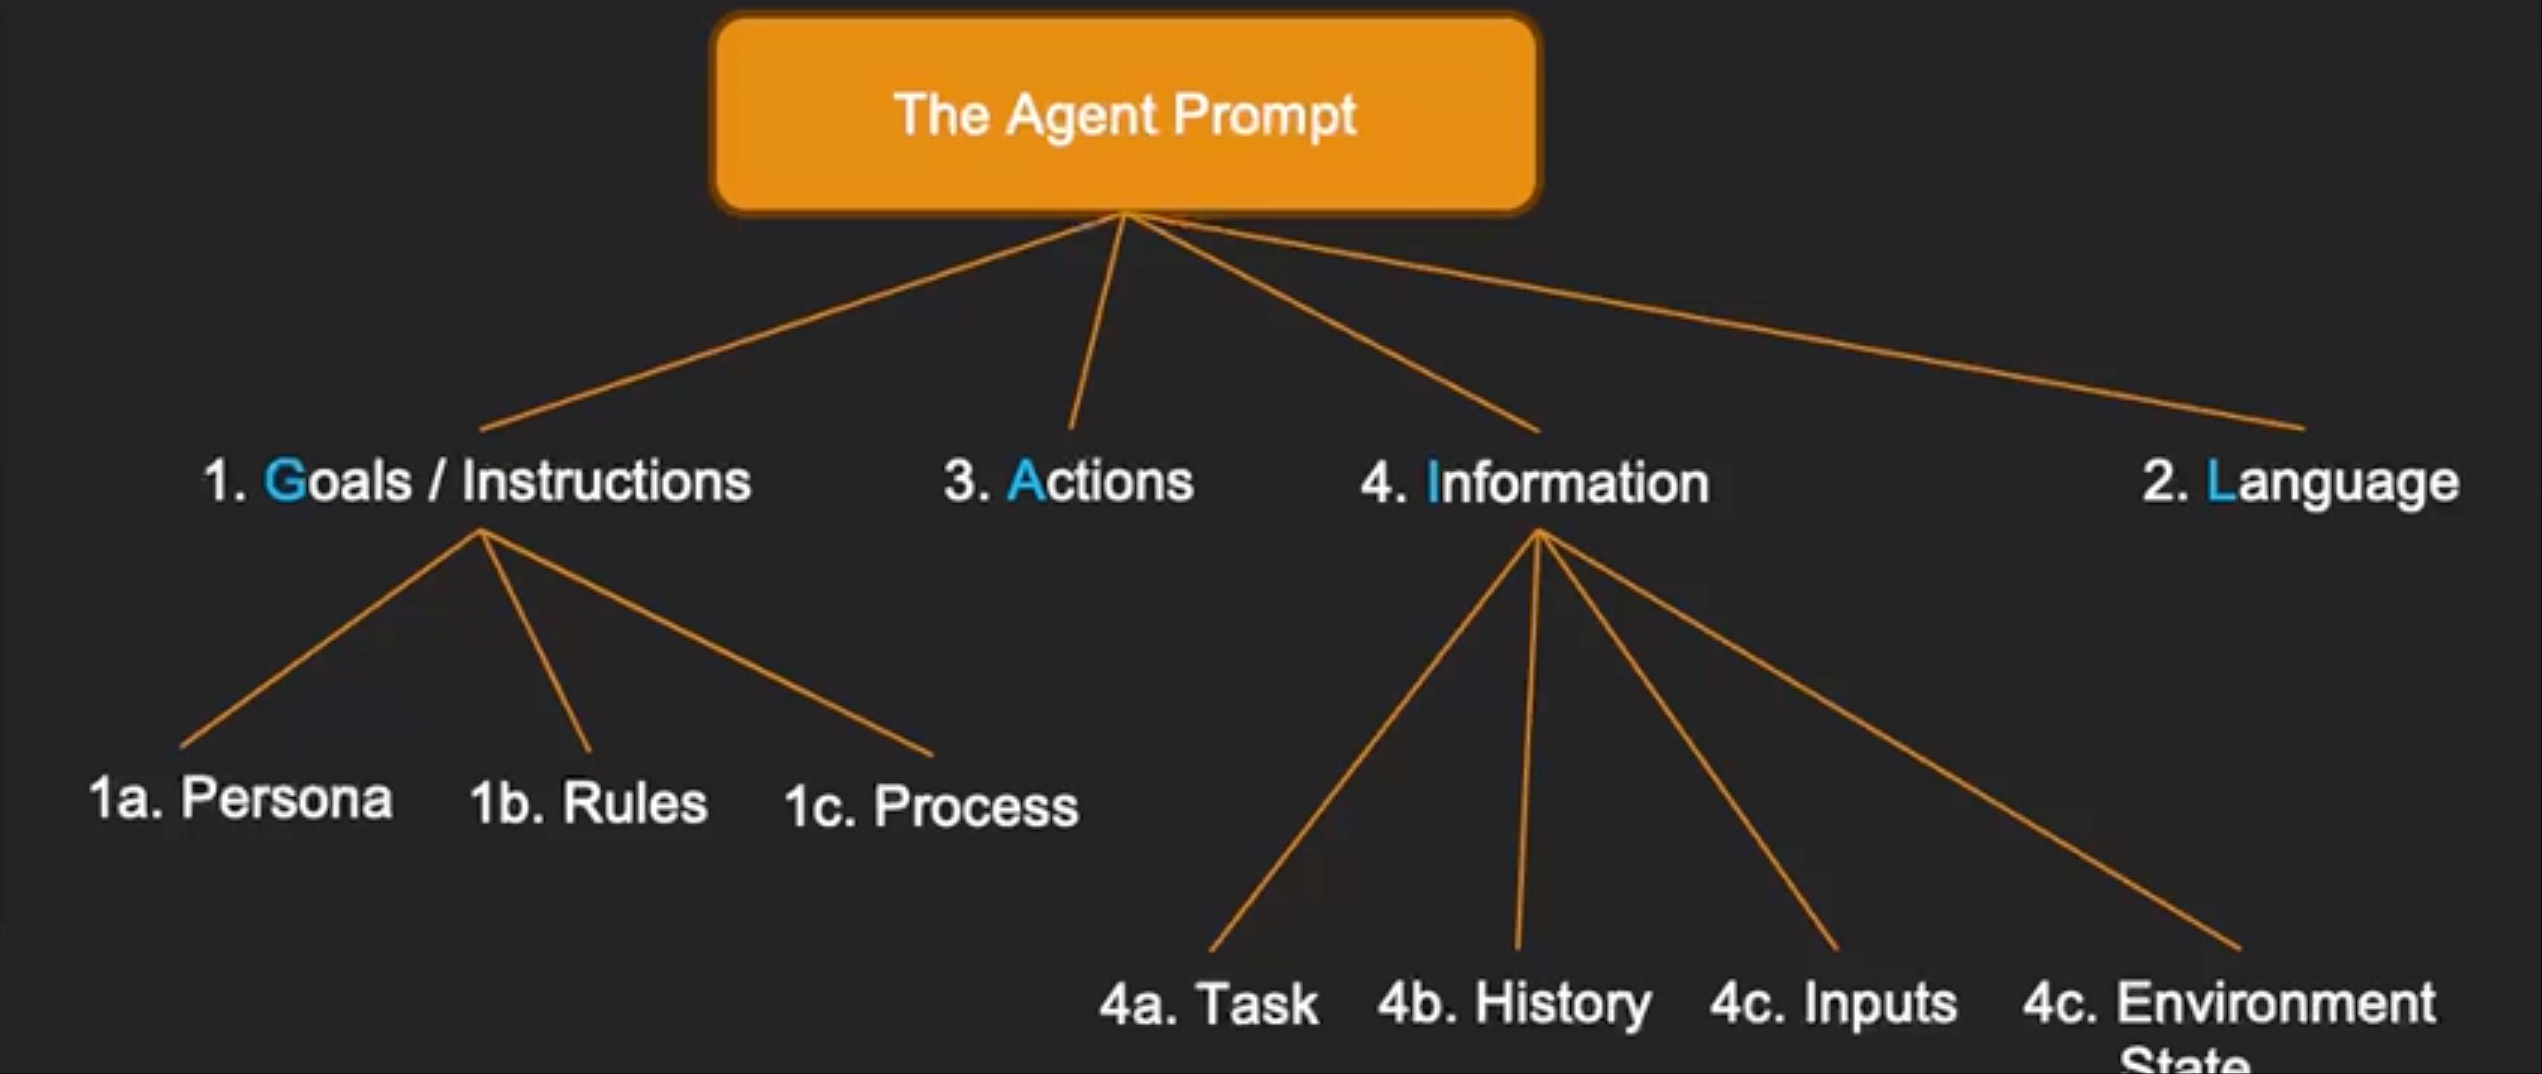 The Agent Prompt
1. Goals / Instructions
3. Actions
4. Information
2. Language
1a. Persona
1b. Rules
1c. Process
4a. Task
4b. History
4c. Inputs
4c. Environment
State